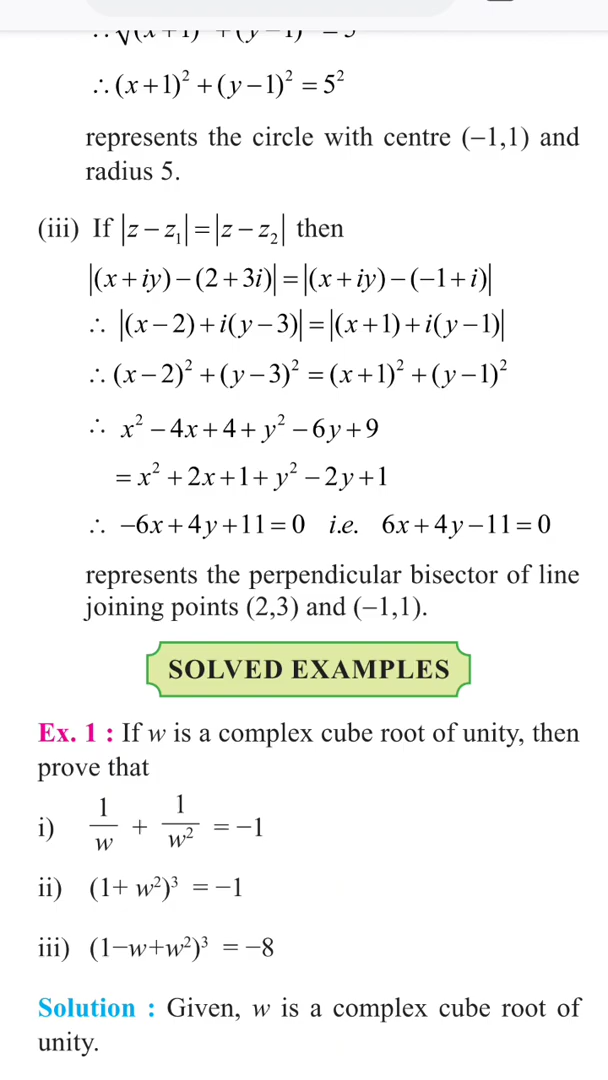 ∴ (x+1)² + (y−1)² = 5²
represents the circle with centre (−1,1) and
radius 5.
(iii) If |z − z₁| = |z − z₂| then
|(x+iy) − (2+3i)| = |(x+iy) − (−1+i)|
∴ |(x−2) + i(y−3)| = |(x+1) + i(y−1)|
∴ (x−2)² + (y−3)² = (x+1)² + (y−1)²
∴ x² − 4x + 4 + y² − 6y + 9
= x² + 2x + 1 + y² − 2y + 1
∴ −6x + 4y + 11 = 0 i.e. 6x + 4y − 11 = 0
represents the perpendicular bisector of line
joining points (2,3) and (−1,1).
SOLVED EXAMPLES
Ex. 1 : If w is a complex cube root of unity, then
prove that
i) 1/w + 1/w² = −1
ii) (1+ w²)³ = −1
iii) (1−w+w²)³ = −8
Solution : Given, w is a complex cube root of
unity.